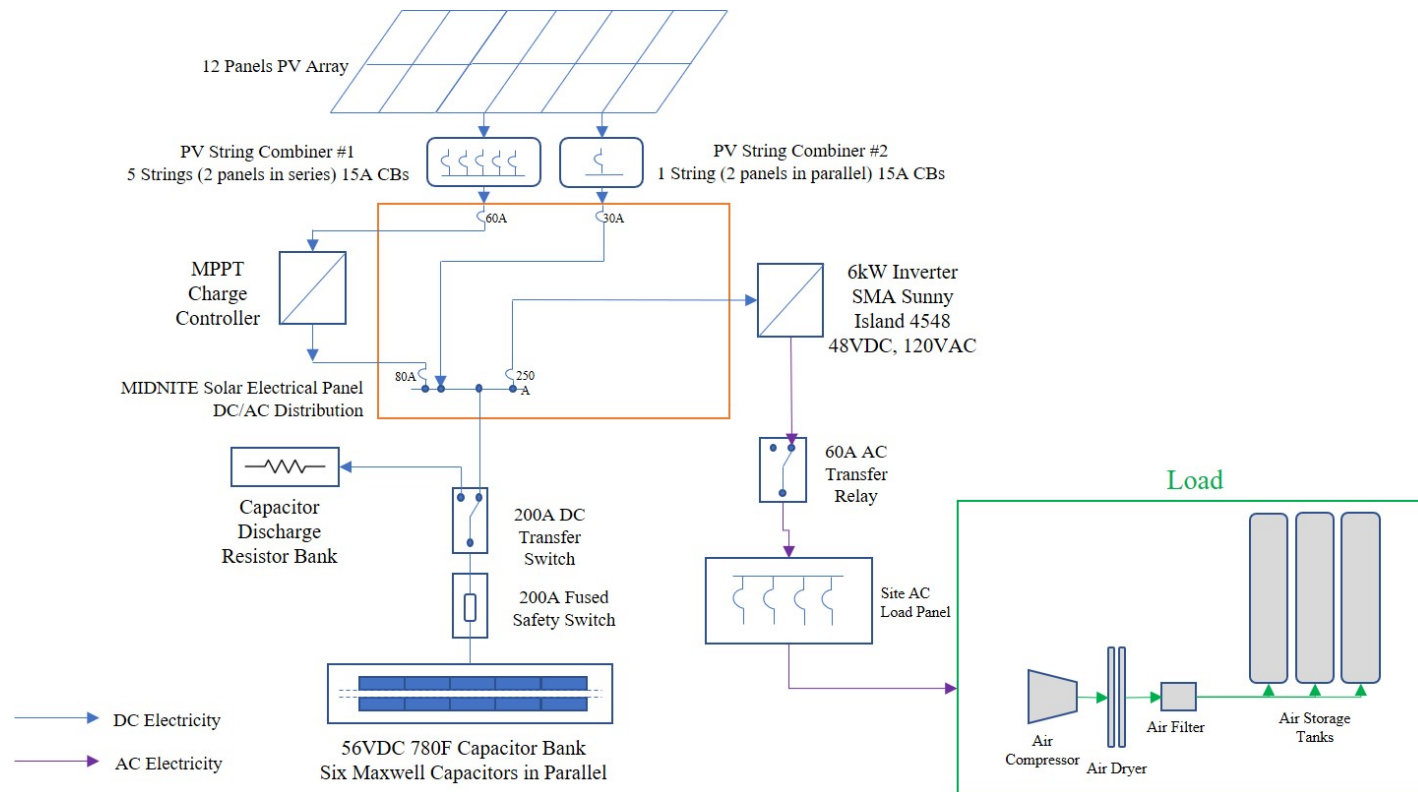 12 Panels PV Array
PV String Combiner #1
5 Strings (2 panels in series) 15A CBs
PV String Combiner #2
1 String (2 panels in parallel) 15A CBs
60A
30A
MPPT
Charge
Controller
6kW Inverter
SMA Sunny
Island 4548
48VDC, 120VAC
80A
250
A
MIDNITE Solar Electrical Panel
DC/AC Distribution
Capacitor
Discharge
Resistor Bank
200A DC
Transfer
Switch
60A AC
Transfer
Relay
Load
200A Fused
Safety Switch
Site AC
Load Panel
Air
Compressor
Air Dryer
Air Filter
Air Storage
Tanks
DC Electricity
AC Electricity
56VDC 780F Capacitor Bank
Six Maxwell Capacitors in Parallel